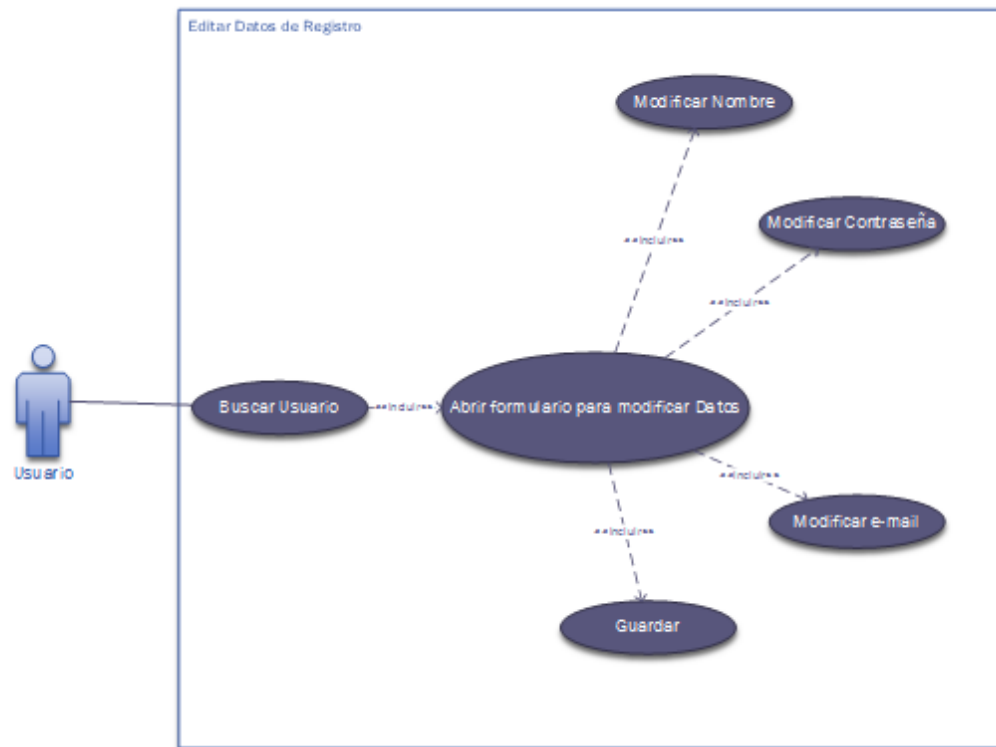 Editar Datos de Registro
Modificar Nombre
Modificar Contraseña
<<incluir>>
<<incluir>>
Usuario
Buscar Usuario
<<incluir>>
Abrir formulario para modificar Datos
<<incluir>>
Modificar e-mail
<<incluir>>
Guardar